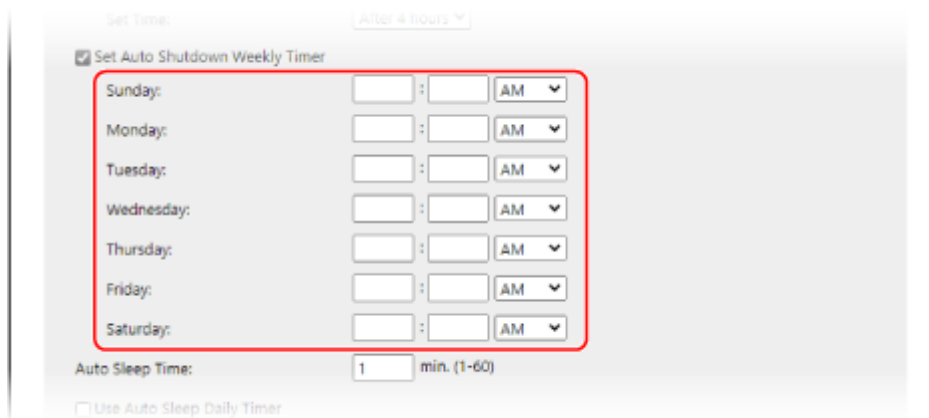 Set Time: After 4 hours
Set Auto Shutdown Weekly Timer
Sunday: : AM
Monday: : AM
Tuesday: : AM
Wednesday: : AM
Thursday: : AM
Friday: : AM
Saturday: : AM
Auto Sleep Time: 1 min. (1-60)
Use Auto Sleep Daily Timer